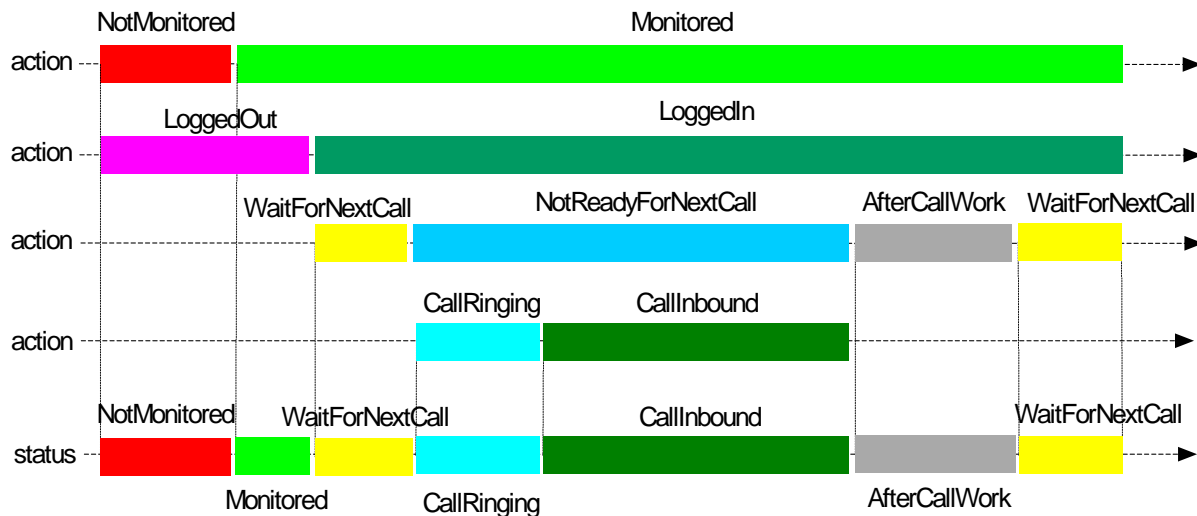 NotMonitored Monitored
action
LoggedOut LoggedIn
action
WaitForNextCall NotReadyForNextCall AfterCallWork WaitForNextCall
action
CallRinging CallInbound
action
NotMonitored WaitForNextCall CallInbound WaitForNextCall
status
Monitored CallRinging AfterCallWork